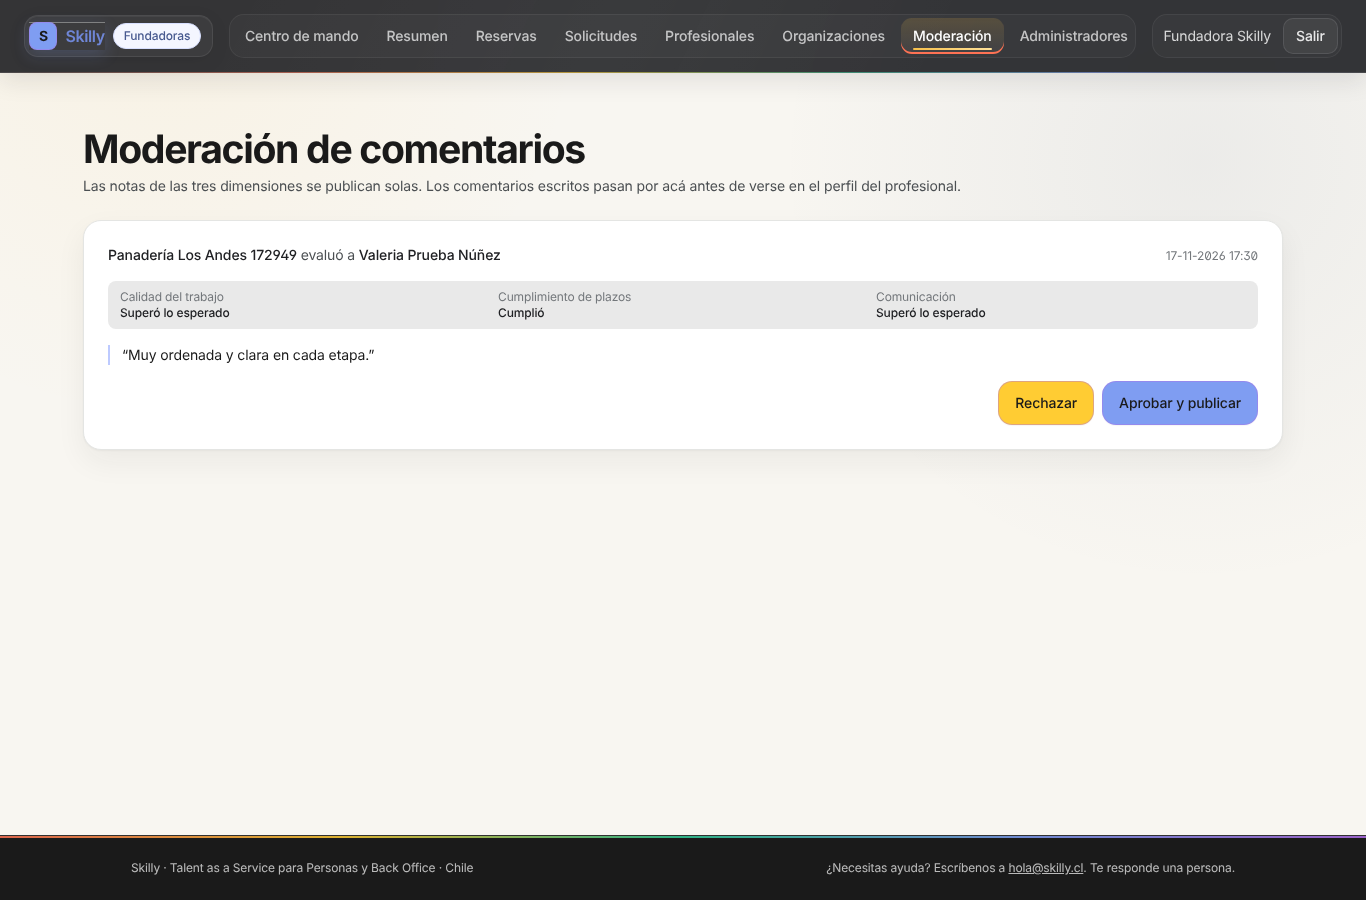 S Skilly Fundadoras Centro de mando Resumen Reservas Solicitudes Profesionales Organizaciones Moderación Administradores Fundadora Skilly Salir
Moderación de comentarios
Las notas de las tres dimensiones se publican solas. Los comentarios escritos pasan por acá antes de verse en el perfil del profesional.
Panadería Los Andes 172949 evaluó a Valeria Prueba Núñez 17-11-2026 17:30
Calidad del trabajo Cumplimiento de plazos Comunicación
Superó lo esperado Cumplió Superó lo esperado
“Muy ordenada y clara en cada etapa.”
Rechazar Aprobar y publicar
Skilly · Talent as a Service para Personas y Back Office · Chile ¿Necesitas ayuda? Escríbenos a hola@skilly.cl. Te responde una persona.